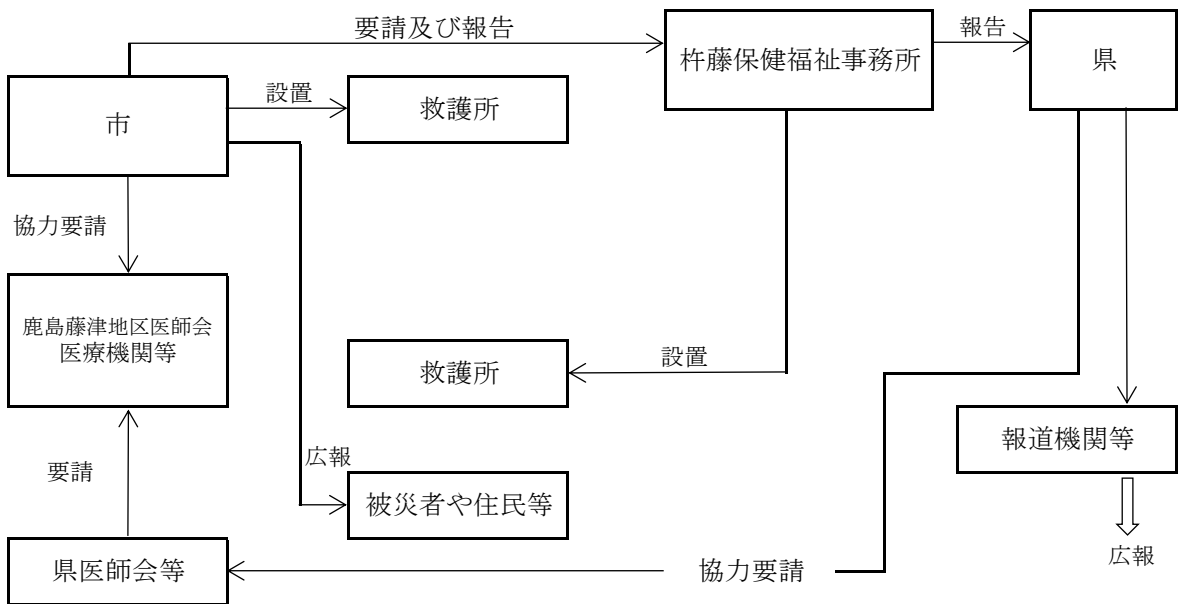 要請及び報告
報告
杵藤保健福祉事務所
県
市
設置
救護所
協力要請
鹿島藤津地区医師会
医療機関等
救護所
設置
報道機関等
要請
広報
被災者や住民等
広報
県医師会等
協力要請